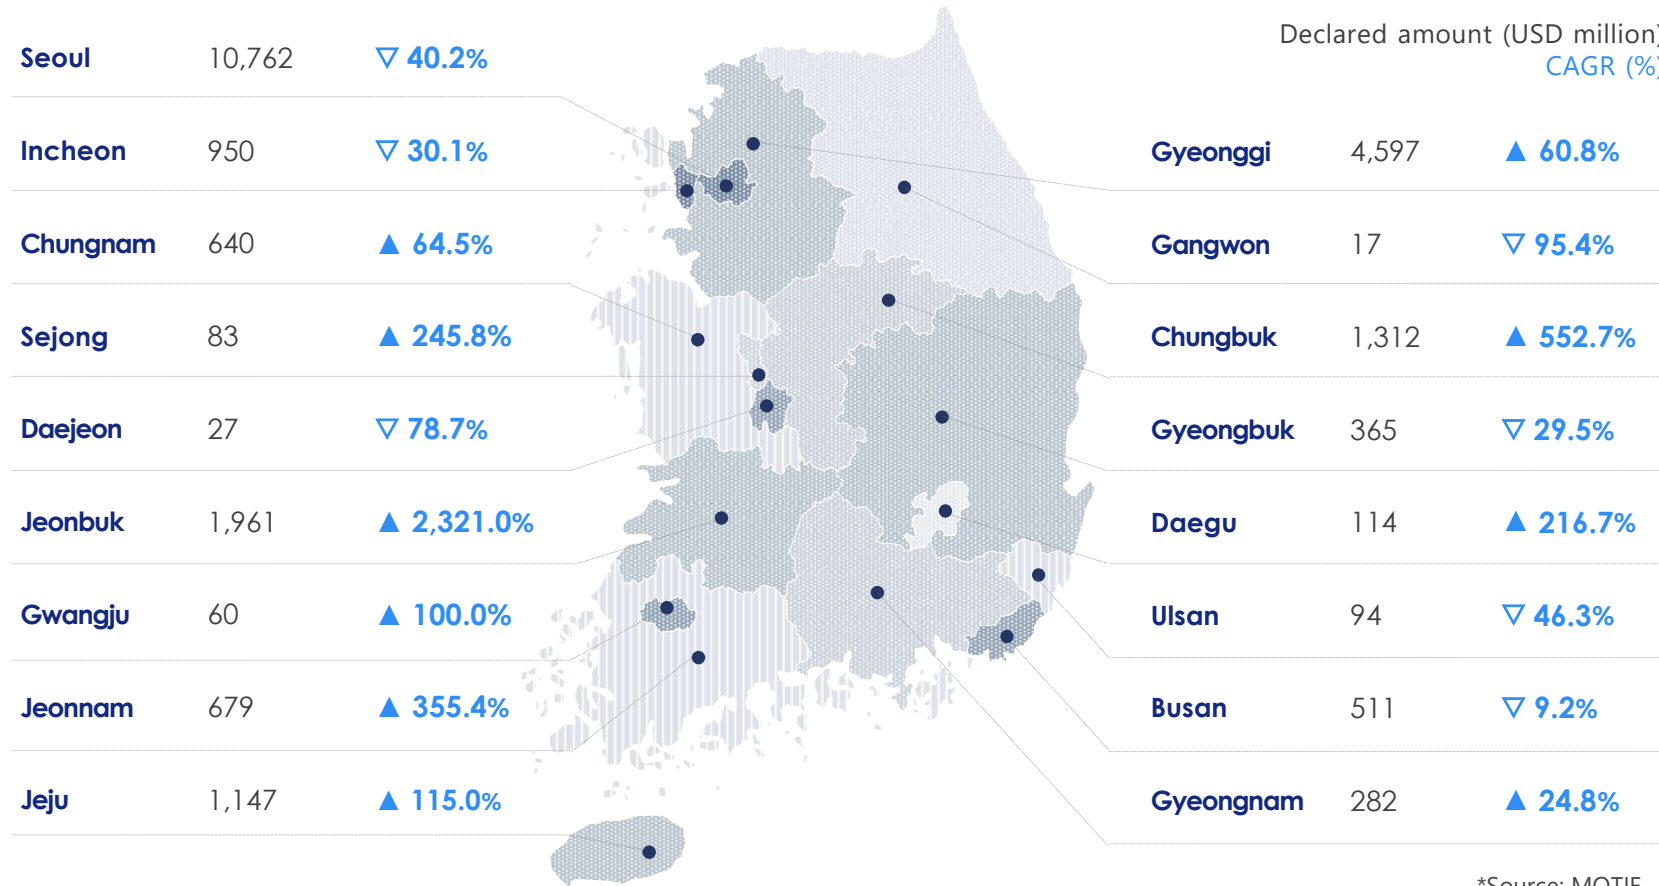 Declared amount (USD million)
CAGR (%)
Seoul 10,762 ▽ 40.2%
Incheon 950 ▽ 30.1%
Chungnam 640 ▲ 64.5%
Sejong 83 ▲ 245.8%
Daejeon 27 ▽ 78.7%
Jeonbuk 1,961 ▲ 2,321.0%
Gwangju 60 ▲ 100.0%
Jeonnam 679 ▲ 355.4%
Jeju 1,147 ▲ 115.0%
Gyeonggi 4,597 ▲ 60.8%
Gangwon 17 ▽ 95.4%
Chungbuk 1,312 ▲ 552.7%
Gyeongbuk 365 ▽ 29.5%
Daegu 114 ▲ 216.7%
Ulsan 94 ▽ 46.3%
Busan 511 ▽ 9.2%
Gyeongnam 282 ▲ 24.8%
*Source: MOTIE